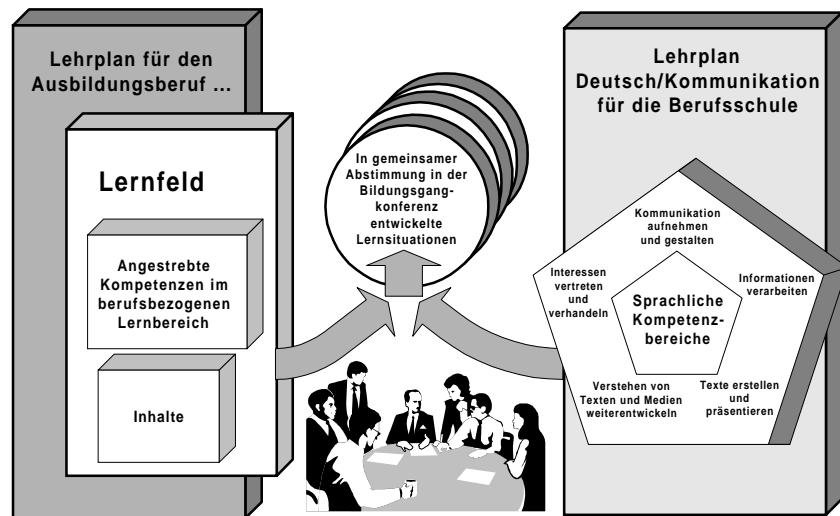 Lehrplan für den
Ausbildungsberuf ...
Lernfeld
Angestrebte
Kompetenzen im
berufsbezogenen
Lernbereich
Inhalte
In gemeinsamer
Abstimmung in der
Bildungsgang-
konferenz
entwickelte
Lernsituationen
Lehrplan
Deutsch/Kommunikation
für die Berufsschule
Kommunikation
aufnehmen
und gestalten
Interessen
vertreten
und
verhandeln
Informationen
verarbeiten
Sprachliche
Kompetenz-
bereiche
Verstehen von
Texten und Medien
weiterentwickeln
Texte erstellen
und
präsentieren